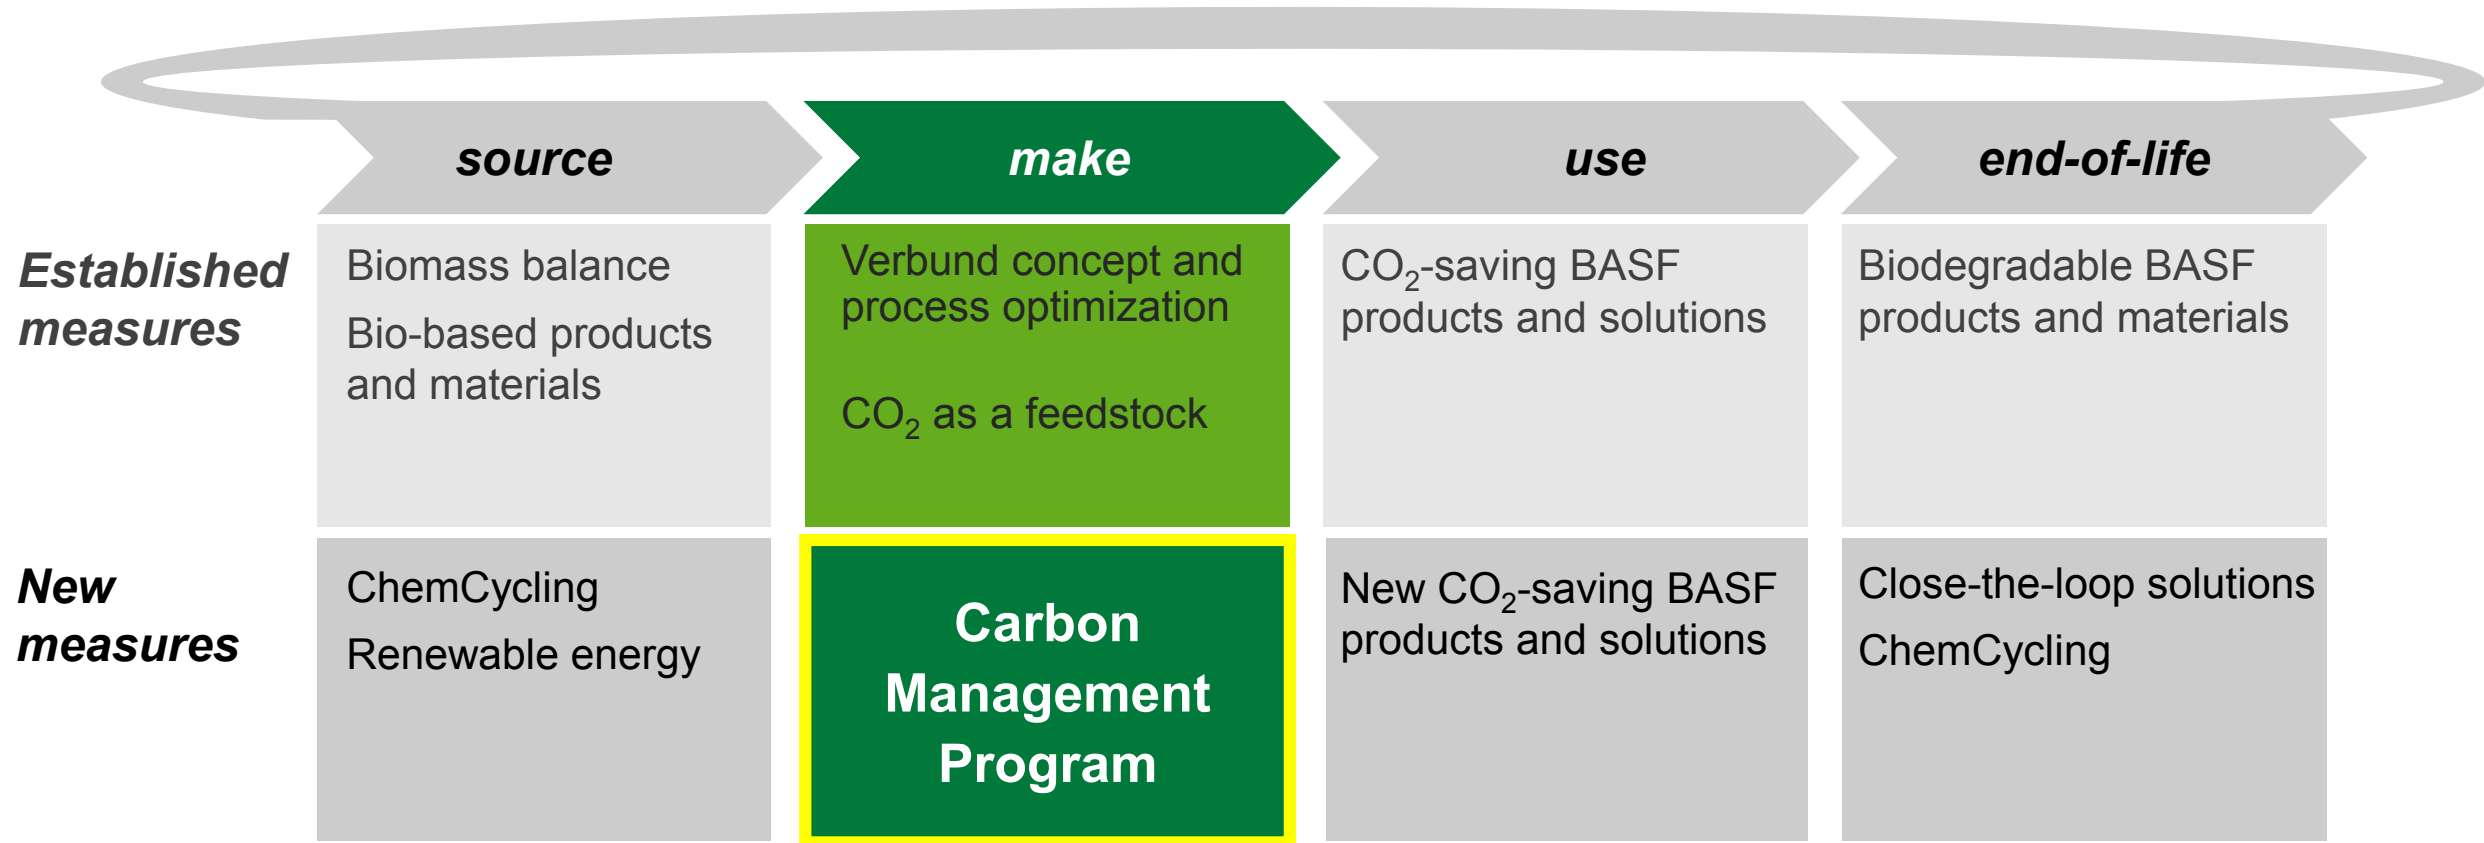 source
make
use
end-of-life
Established
measures
Biomass balance
Bio-based products
and materials
Verbund concept and
process optimization
CO₂ as a feedstock
CO₂-saving BASF
products and solutions
Biodegradable BASF
products and materials
New
measures
ChemCycling
Renewable energy
Carbon
Management
Program
New CO₂-saving BASF
products and solutions
Close-the-loop solutions
ChemCycling